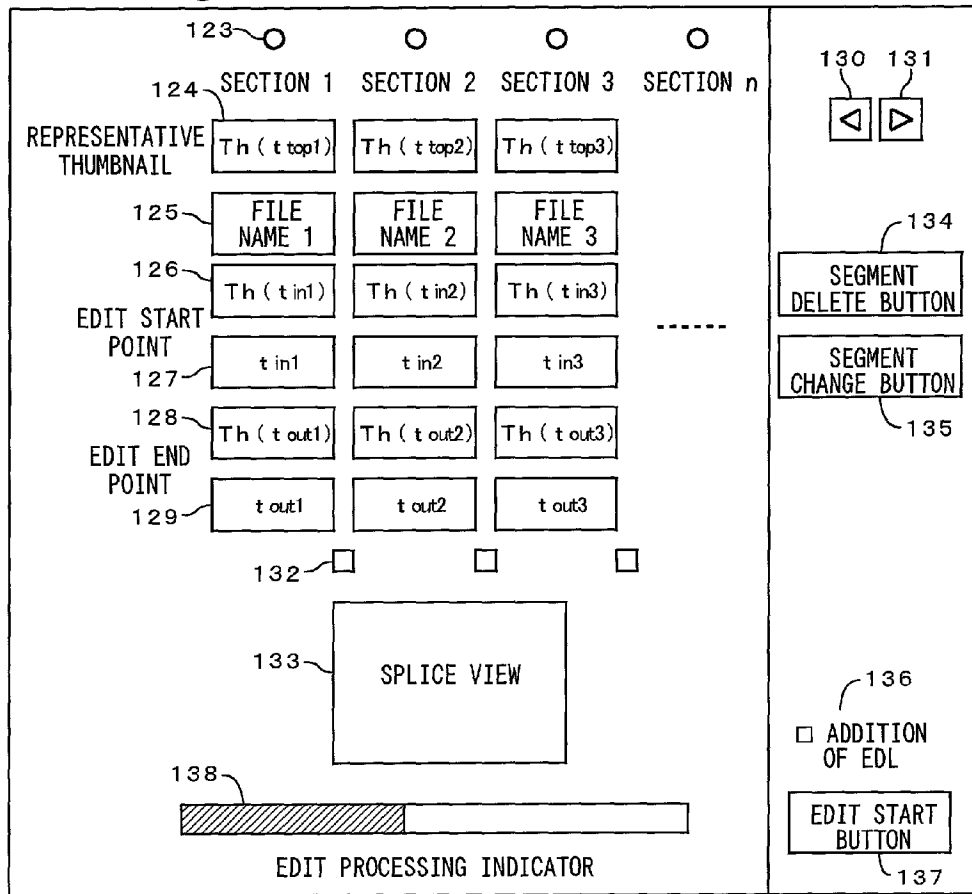 123
SECTION 1 SECTION 2 SECTION 3 SECTION n
124
REPRESENTATIVE
THUMBNAIL
Th ( t top1) Th ( t top2) Th ( t top3)
125
FILE
NAME 1
FILE
NAME 2
FILE
NAME 3
126
Th ( t in1) Th ( t in2) Th ( t in3)
EDIT START
POINT
127
t in1 t in2 t in3
128
Th ( t out1) Th ( t out2) Th ( t out3)
EDIT END
POINT
129
t out1 t out2 t out3
132
133
SPLICE VIEW
138
EDIT PROCESSING INDICATOR
130 131
134
SEGMENT
DELETE BUTTON
SEGMENT
CHANGE BUTTON
135
136
ADDITION
OF EDL
EDIT START
BUTTON
137